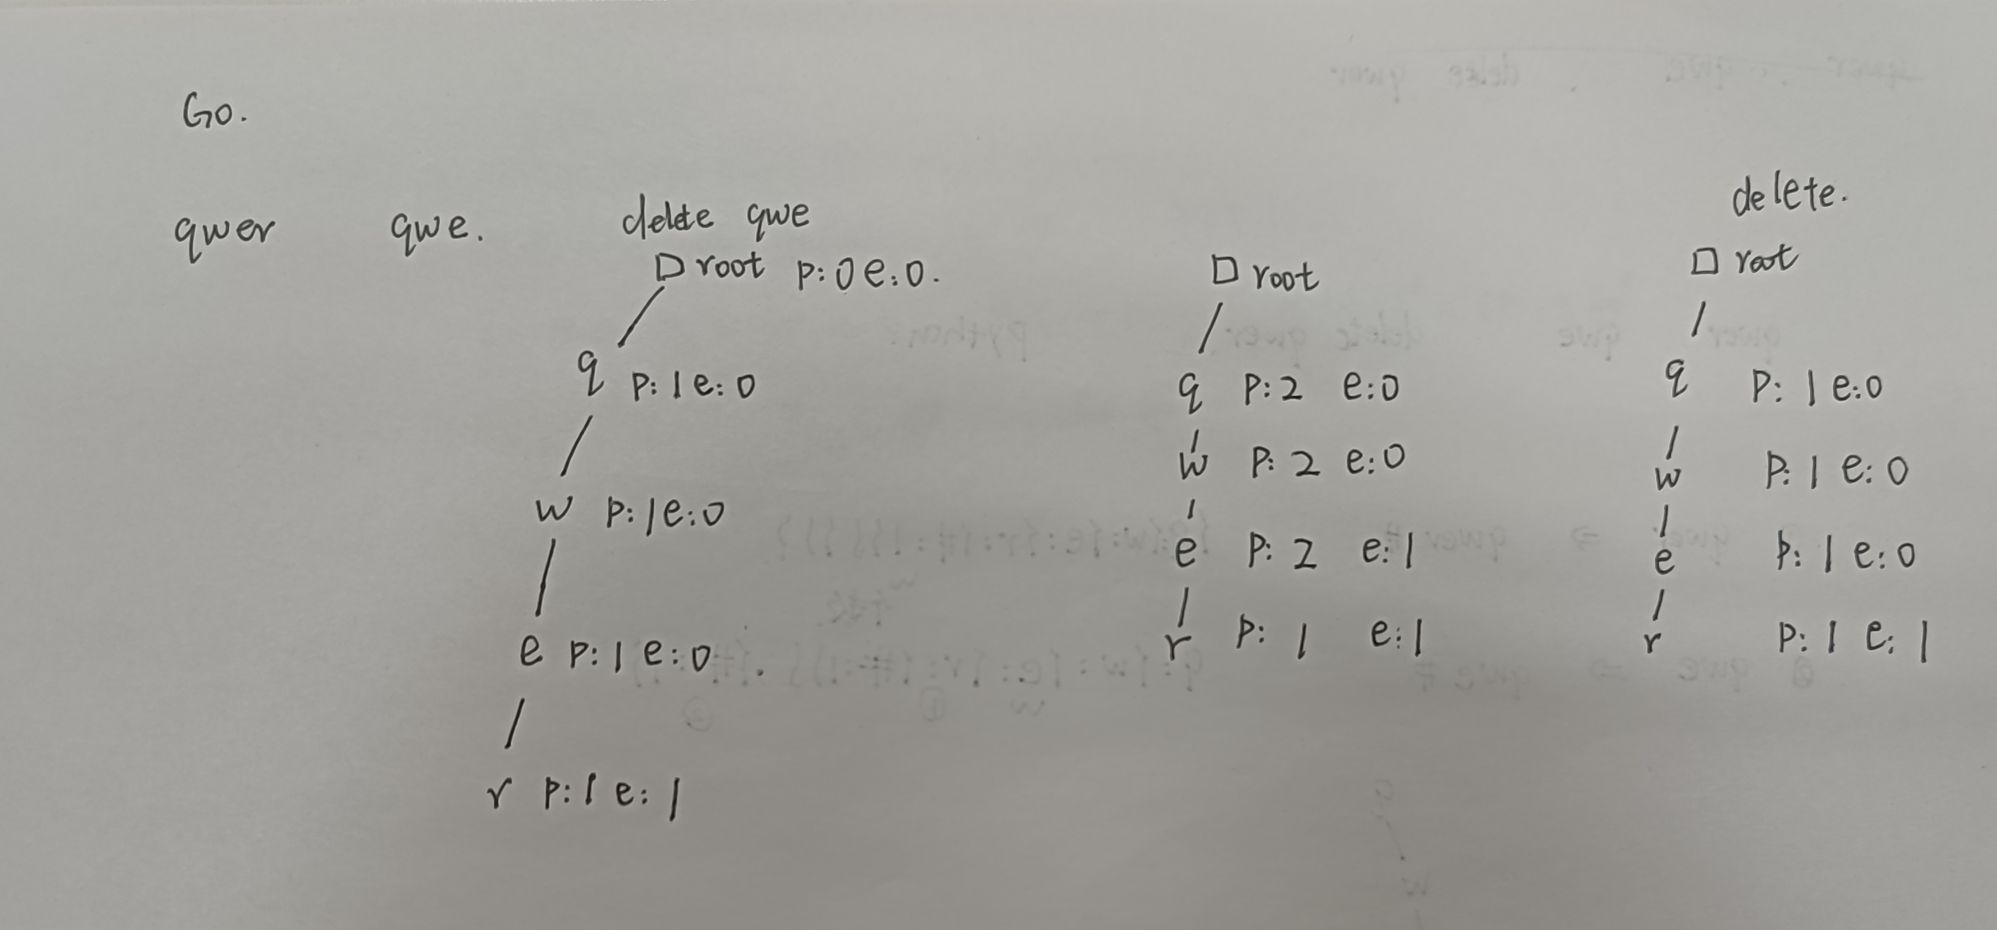 Go.
qwer qwe. delete qwe
root p:0 e:0.
q p:1 e:0
w p:1 e:0
e p:1 e:0.
r p:1 e:1
root
q p:2 e:0
w p:2 e:0
e p:2 e:1
r p:1 e:1
delete.
root
q p:1 e:0
w p:1 e:0
e p:1 e:0
r p:1 e:1